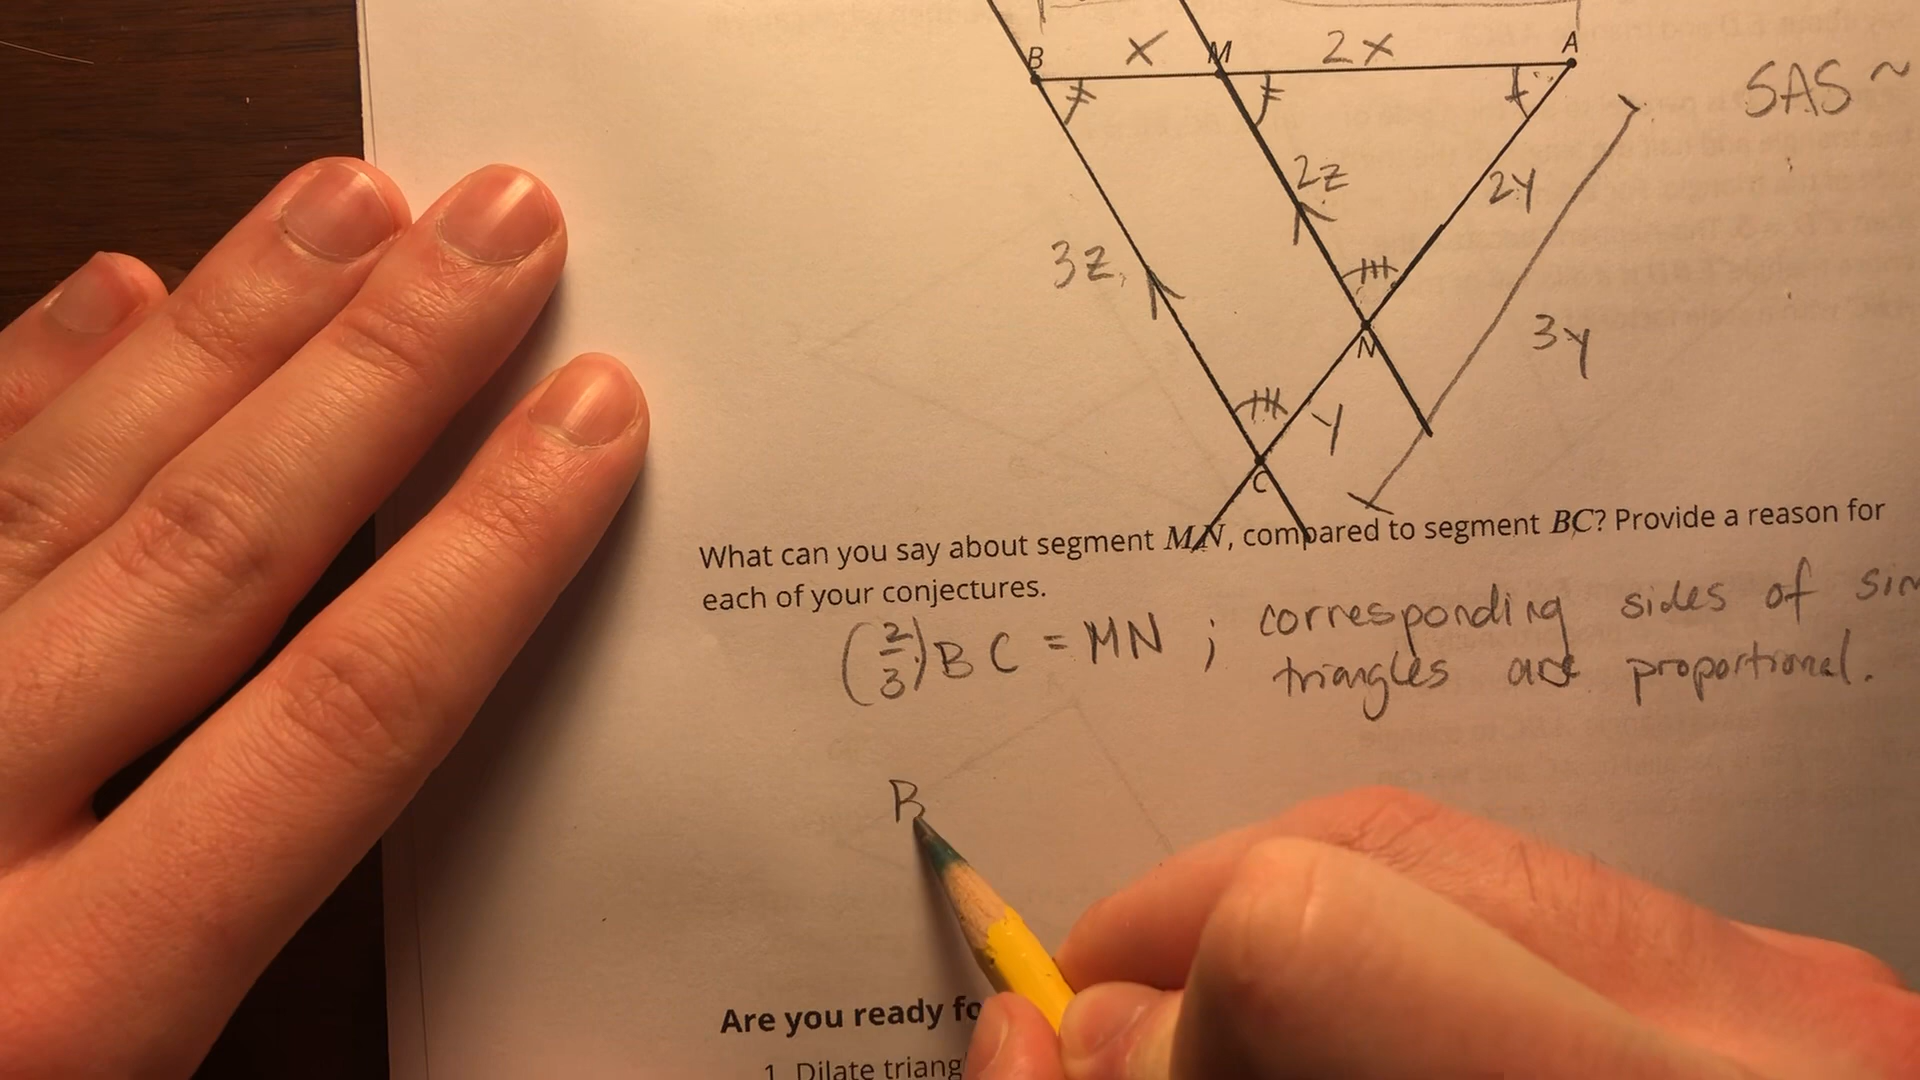 B x M 2x A
SAS ~
2z 2y
3z
3y
N
y
C
What can you say about segment MN, compared to segment BC? Provide a reason for
each of your conjectures.
(2/3)BC = MN ; corresponding sides of sim
triangles are proportional.
B
Are you ready fo
1. Dilate triang